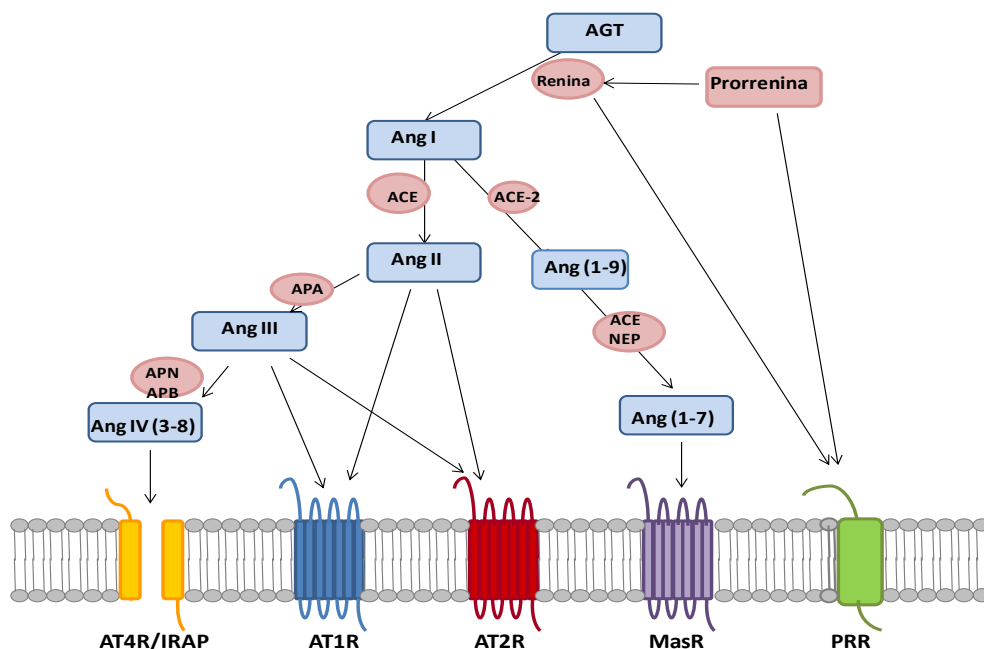 AGT
Renina
Prorrenina
Ang I
ACE
ACE-2
Ang II
Ang (1-9)
APA
Ang III
ACE
NEP
APN
APB
Ang IV (3-8)
Ang (1-7)
AT4R/IRAP
AT1R
AT2R
MasR
PRR